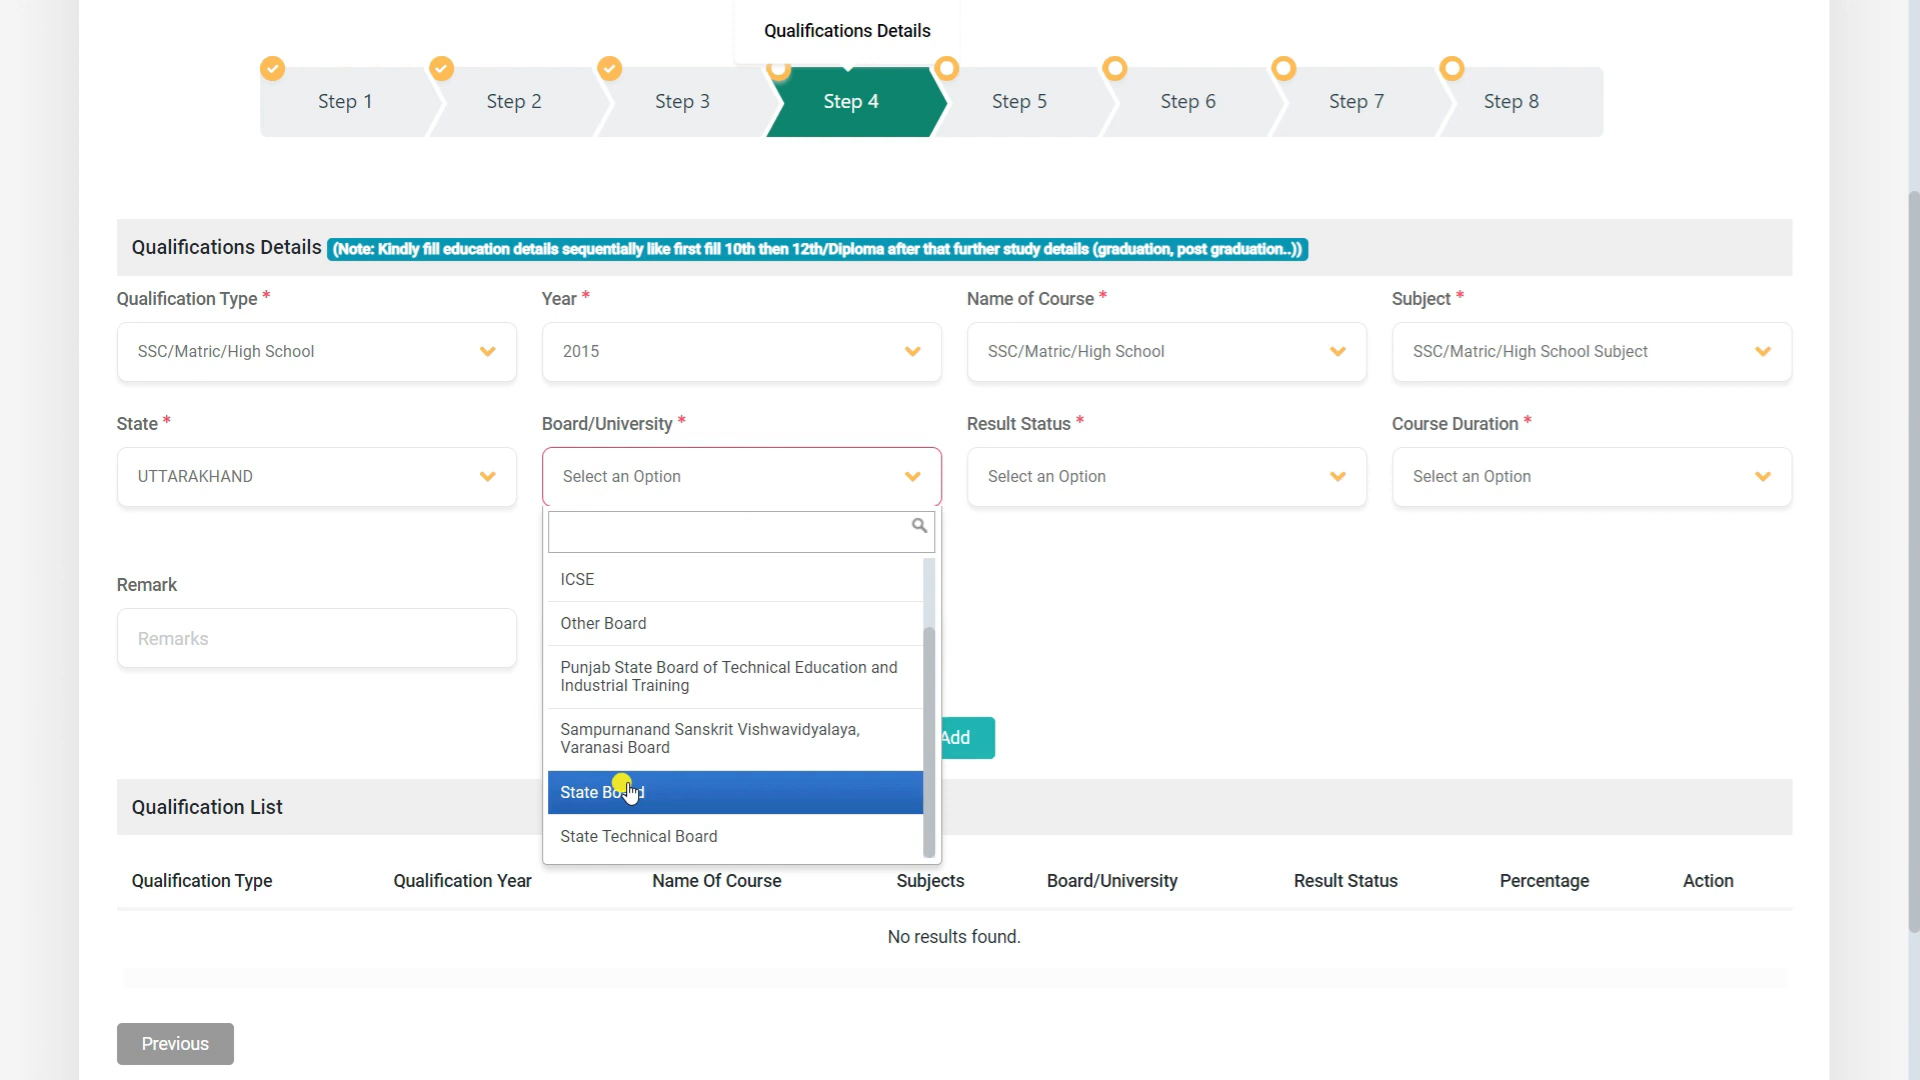 Qualifications Details
Step 1
Step 2
Step 3
Step 4
Step 5
Step 6
Step 7
Step 8
Qualifications Details (Note: Kindly fill education details sequentially like first fill 10th then 12th/Diploma after that further study details (graduation, post graduation..))
Qualification Type *
Year *
Name of Course *
Subject *
SSC/Matric/High School
2015
SSC/Matric/High School
SSC/Matric/High School Subject
State *
Board/University *
Result Status *
Course Duration *
UTTARAKHAND
Select an Option
Select an Option
Select an Option
ICSE
Other Board
Punjab State Board of Technical Education and
Industrial Training
Sampurnanand Sanskrit Vishwavidyalaya,
Varanasi Board
State Board
State Technical Board
Remark
Remarks
Add
Qualification List
Qualification Type
Qualification Year
Name Of Course
Subjects
Board/University
Result Status
Percentage
Action
No results found.
Previous